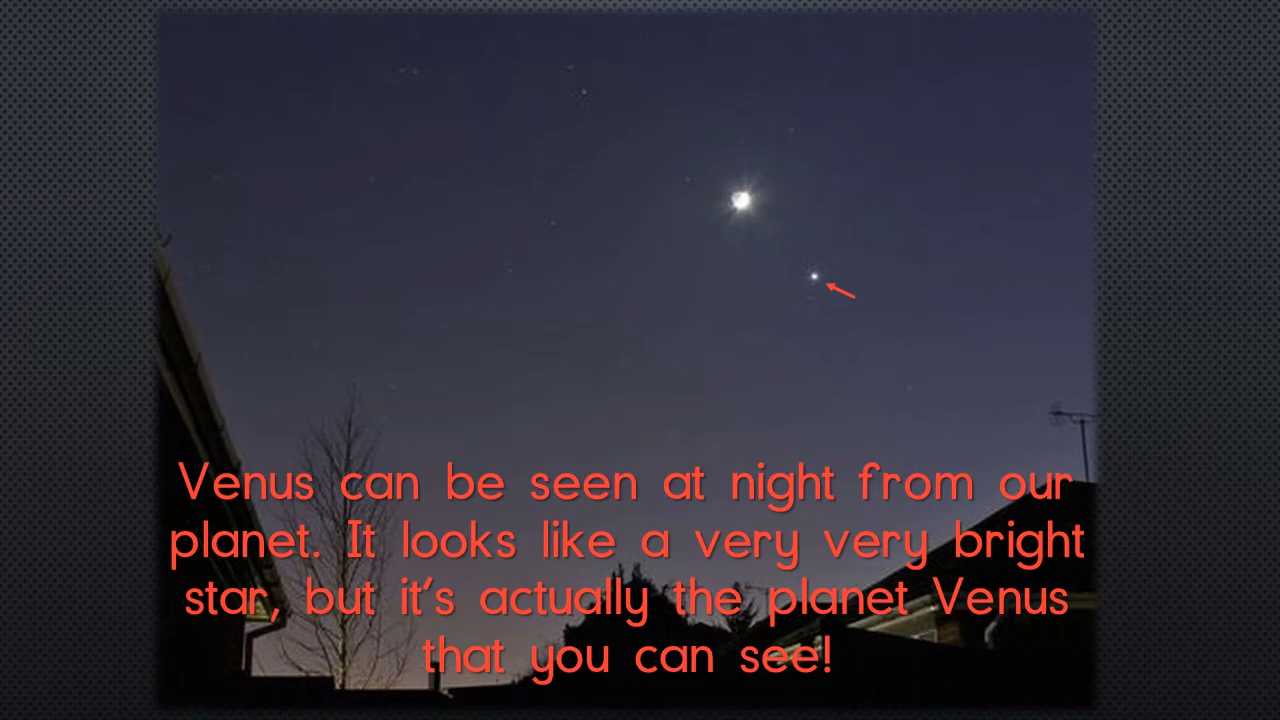 Venus can be seen at night from our
planet. It looks like a very very bright
star, but it's actually the planet Venus
that you can see!